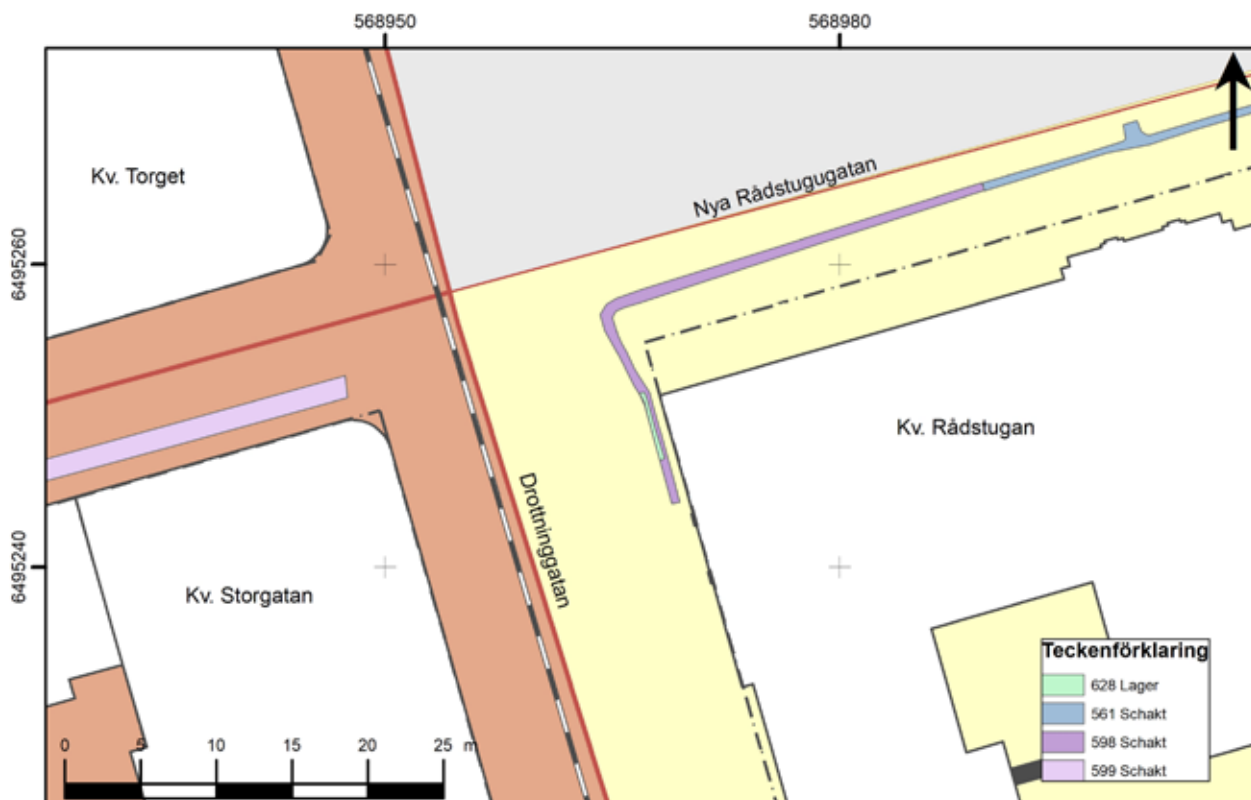 568950
568980
Kv. Torget
Nya Rådstugugatan
6495260
Kv. Rådstugan
Drottninggatan
6495240
Kv. Storgatan
Teckenförklaring
628 Lager
561 Schakt
598 Schakt
599 Schakt
0 5 10 15 20 25 m